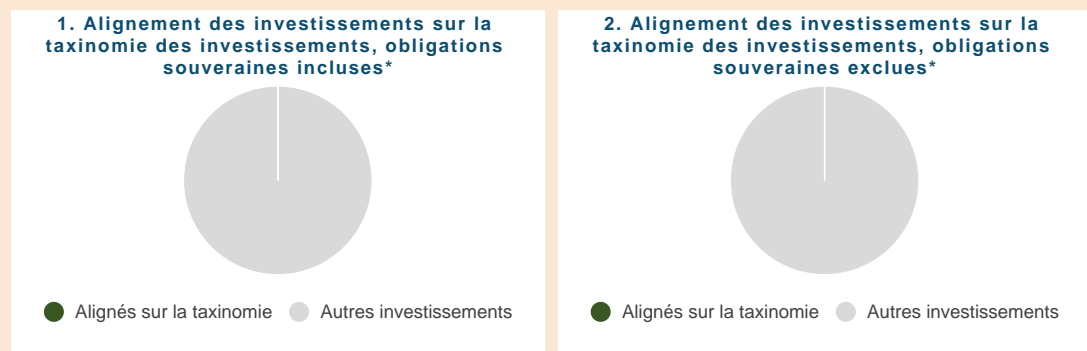 1. Alignement des investissements sur la
taxinomie des investissements, obligations
souveraines incluses*
Alignés sur la taxinomie
Autres investissements
2. Alignement des investissements sur la
taxinomie des investissements, obligations
souveraines exclues*
Alignés sur la taxinomie
Autres investissements